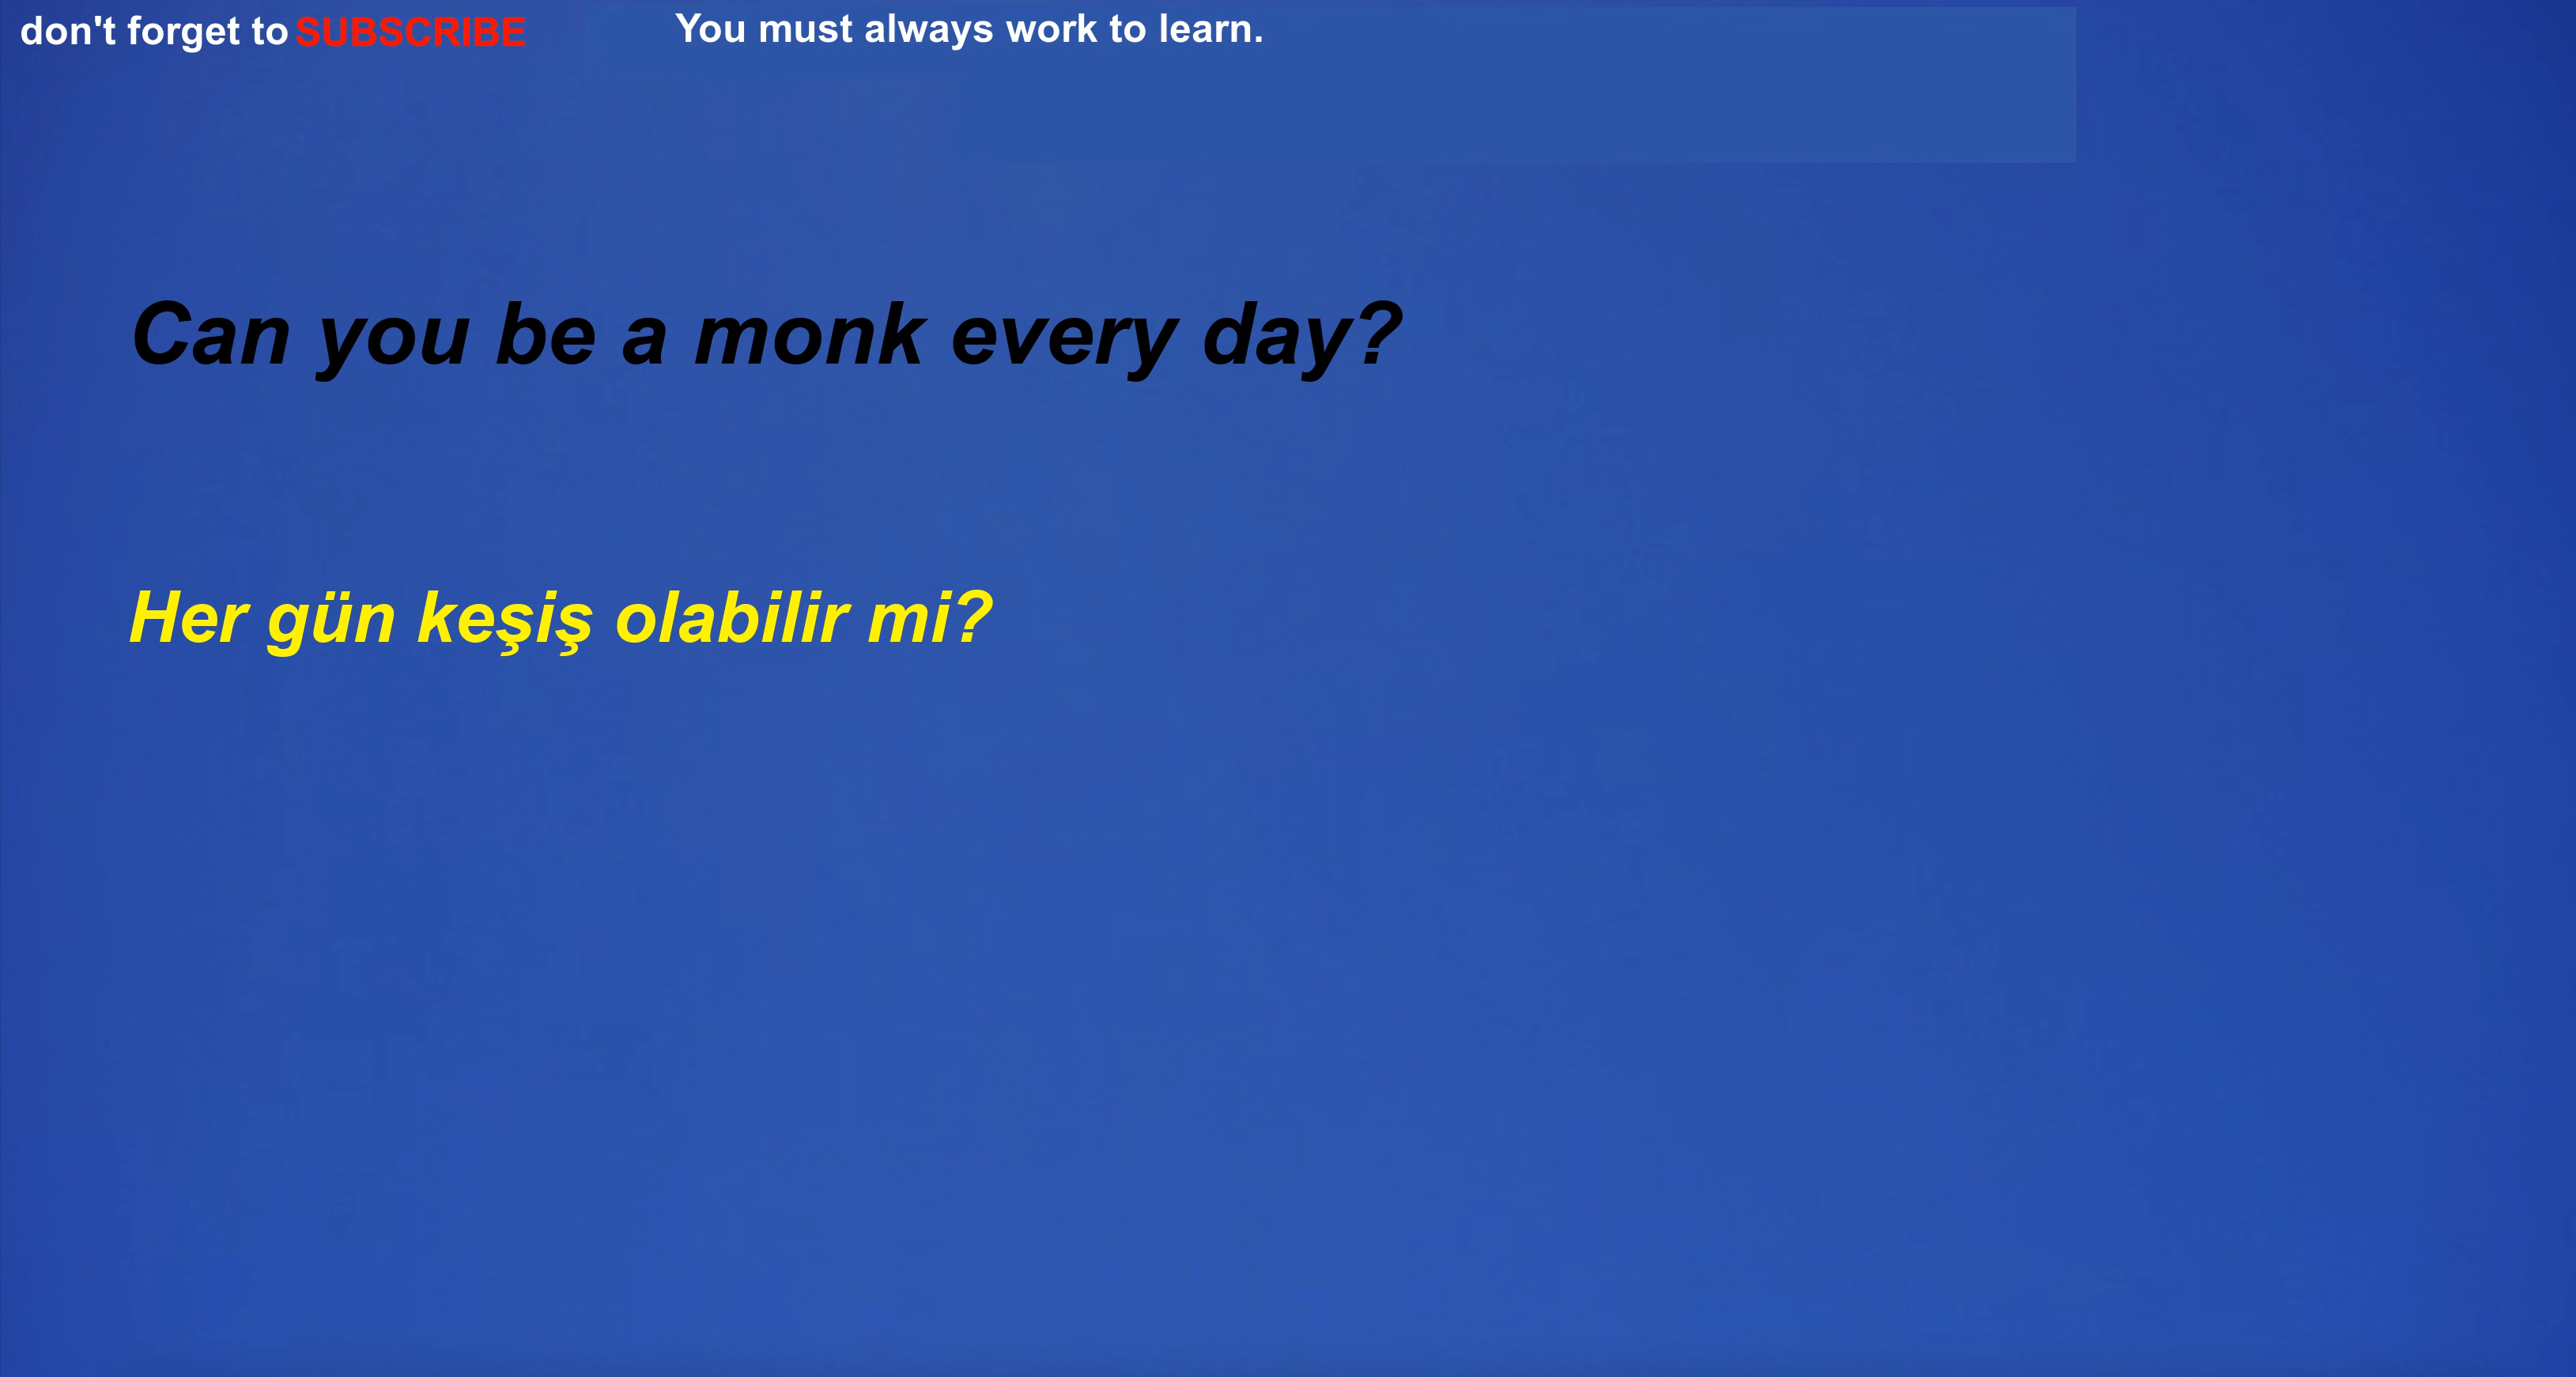 don't forget to SUBSCRIBE You must always work to learn.
Can you be a monk every day?
Her gün keşiş olabilir mi?